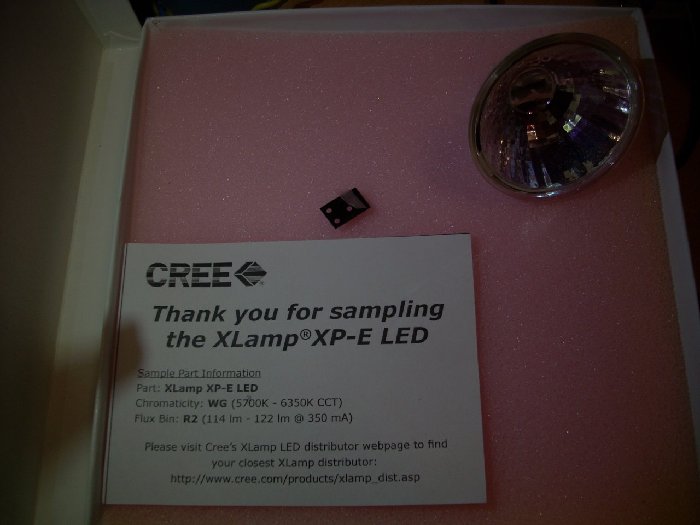 CREE
Thank you for sampling
the XLamp®XP-E LED
Sample Part Information
Part: XLamp XP-E LED
Chromaticity: WG (5700K - 6350K CCT)
Flux Bin: R2 (114 lm - 122 lm @ 350 mA)
Please visit Cree's XLamp LED distributor webpage to find
your closest XLamp distributor:
http://www.cree.com/products/xlamp_dist.asp